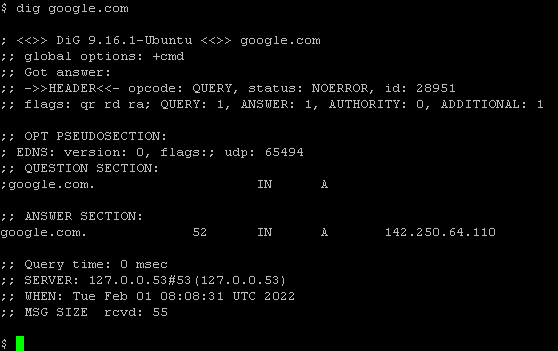 $ dig google.com
; <<>> DiG 9.16.1-Ubuntu <<>> google.com
;; global options: +cmd
;; Got answer:
;; ->>HEADER<<- opcode: QUERY, status: NOERROR, id: 28951
;; flags: qr rd ra; QUERY: 1, ANSWER: 1, AUTHORITY: 0, ADDITIONAL: 1
;; OPT PSEUDOSECTION:
; EDNS: version: 0, flags:; udp: 65494
;; QUESTION SECTION:
;google.com. IN A
;; ANSWER SECTION:
google.com. 52 IN A 142.250.64.110
;; Query time: 0 msec
;; SERVER: 127.0.0.53#53(127.0.0.53)
;; WHEN: Tue Feb 01 08:08:31 UTC 2022
;; MSG SIZE rcvd: 55
$